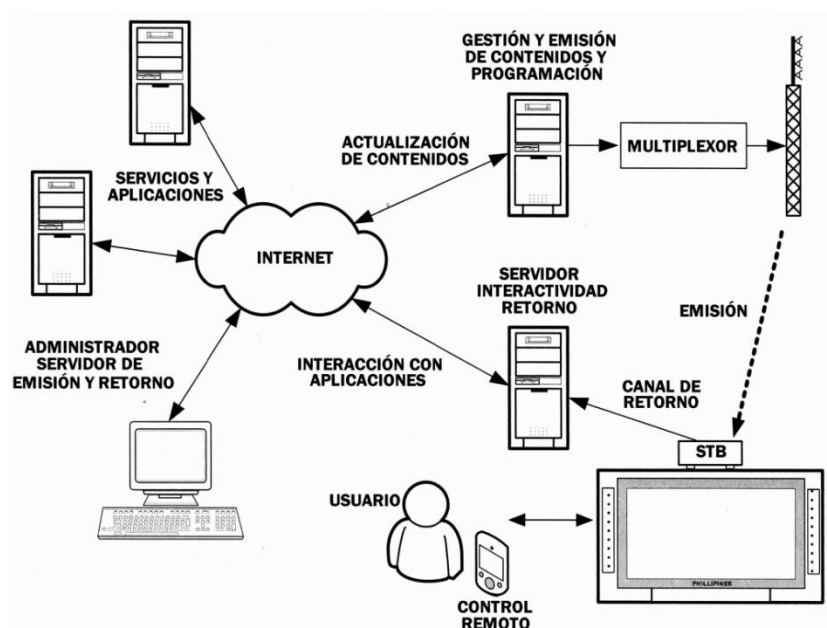 GESTIÓN Y EMISIÓN
DE CONTENIDOS Y
PROGRAMACIÓN
ACTUALIZACIÓN
DE CONTENIDOS
MULTIPLEXOR
SERVICIOS Y
APLICACIONES
INTERNET
SERVIDOR
INTERACTIVIDAD
RETORNO
EMISIÓN
ADMINISTRADOR
SERVIDOR DE
EMISIÓN Y RETORNO
INTERACCIÓN CON
APLICACIONES
CANAL DE
RETORNO
STB
USUARIO
PHILLIPINES
CONTROL
REMOTO